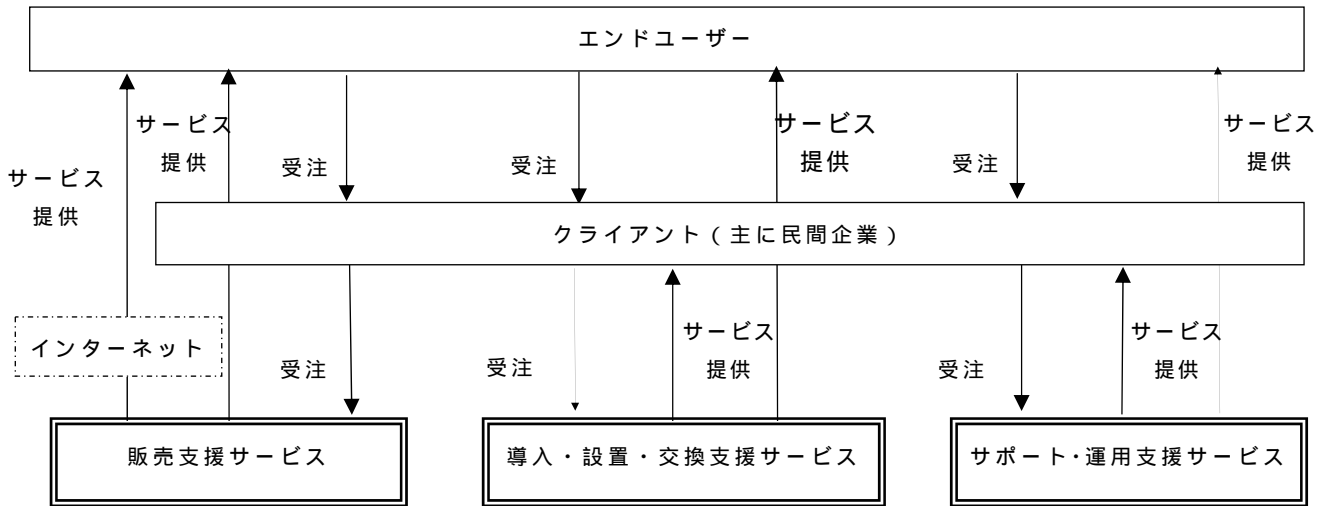 エンドユーザー
サービス
提供
サービス
提供
受注
受注
サービス
提供
受注
サービス
提供
クライアント（主に民間企業）
インターネット
受注
受注
サービス
提供
受注
サービス
提供
販売支援サービス
導入・設置・交換支援サービス
サポート・運用支援サービス